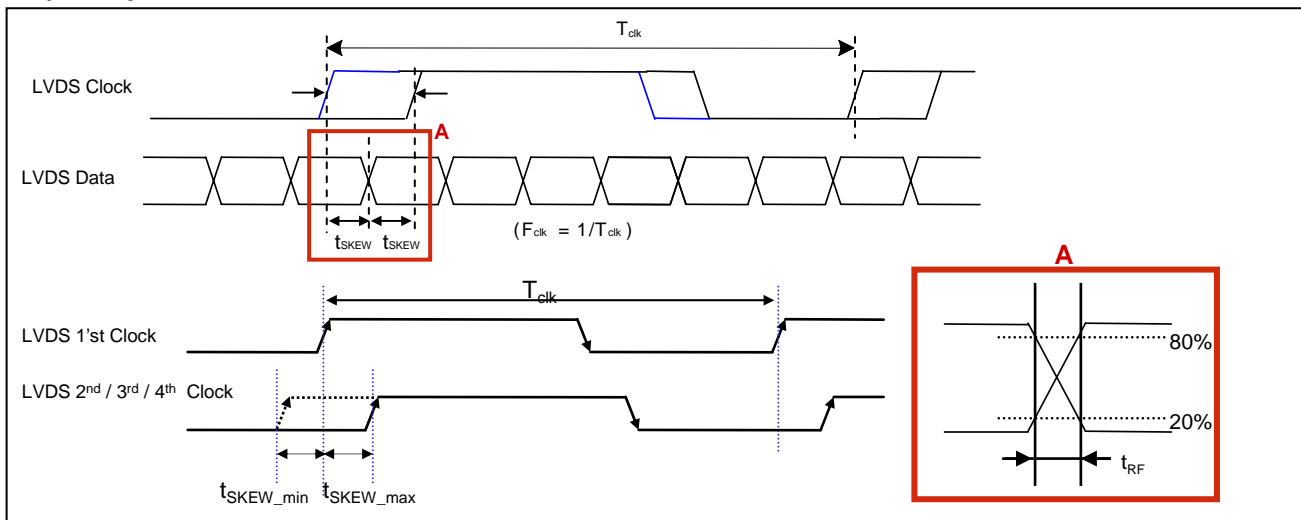 Tclk
LVDS Clock
A
LVDS Data
tSKEW tSKEW
(Fclk = 1/Tclk)
A
Tclk
LVDS 1'st Clock
80%
LVDS 2nd / 3rd / 4th Clock
20%
tRF
tSKEW_min tSKEW_max